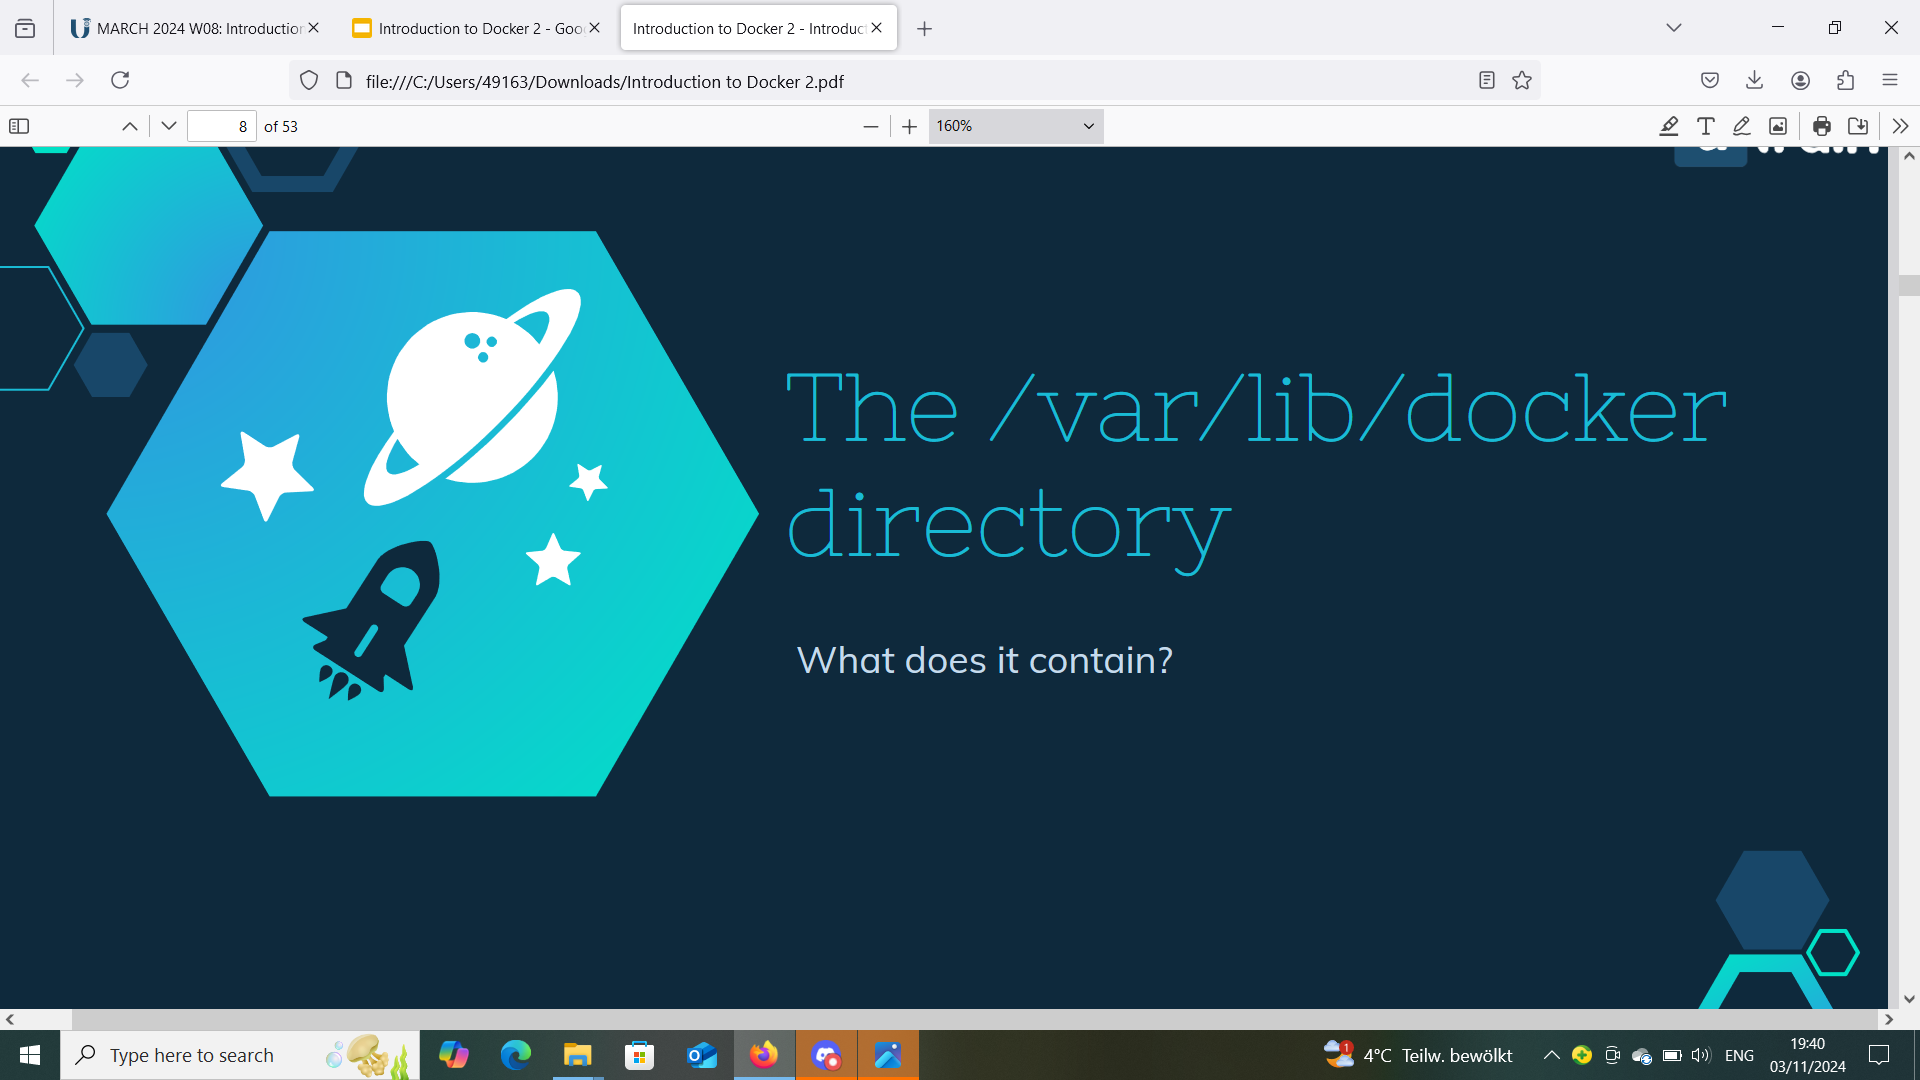 MARCH 2024 W08: Introduction
Introduction to Docker 2 - Goo
Introduction to Docker 2 - Introduc
file:///C:/Users/49163/Downloads/Introduction to Docker 2.pdf
8 of 53
160%
The /var/lib/docker
directory
What does it contain?
Type here to search
1
4°C Teilw. bewölkt
ENG
19:40
03/11/2024